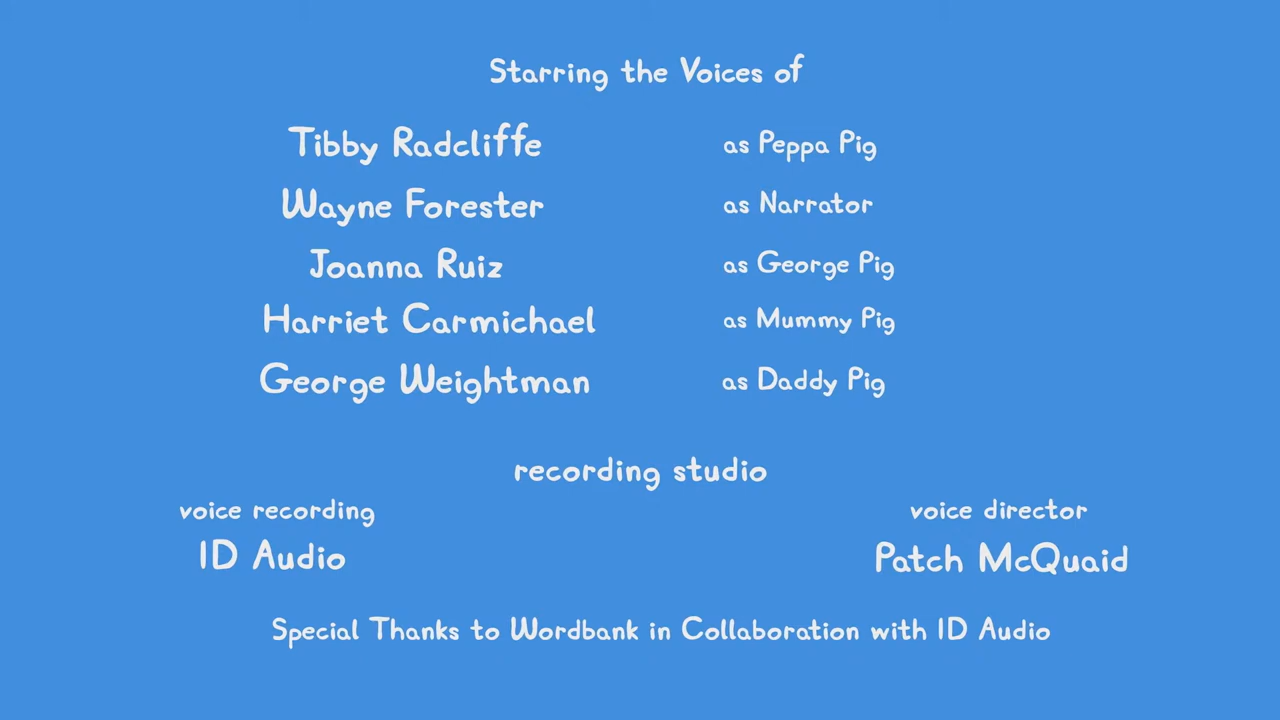 Starring the Voices of
Tibby Radcliffe as Peppa Pig
Wayne Forester as Narrator
Joanna Ruiz as George Pig
Harriet Carmichael as Mummy Pig
George Weightman as Daddy Pig
recording studio
voice recording voice director
ID Audio Patch McQuaid
Special Thanks to Wordbank in Collaboration with ID Audio